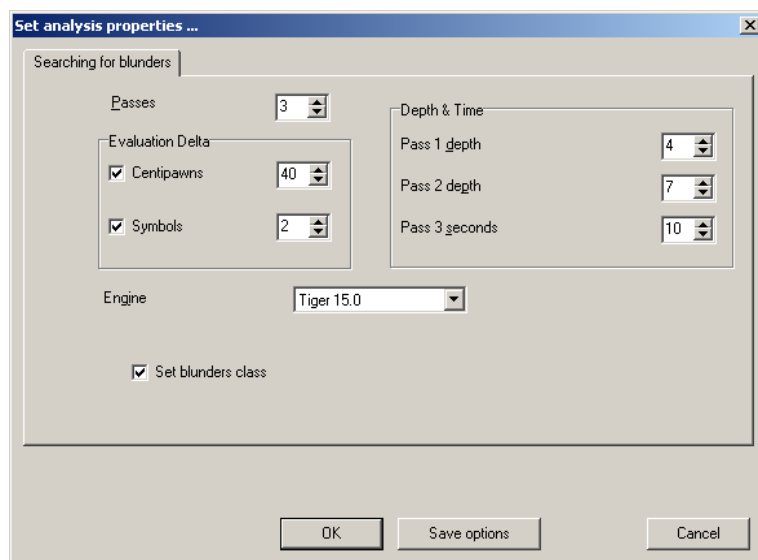 Set analysis properties ...
Searching for blunders
Passes 3
Evaluation Delta
Centipawns 40
Symbols 2
Depth & Time
Pass 1 depth 4
Pass 2 depth 7
Pass 3 seconds 10
Engine Tiger 15.0
Set blunders class
OK Save options Cancel